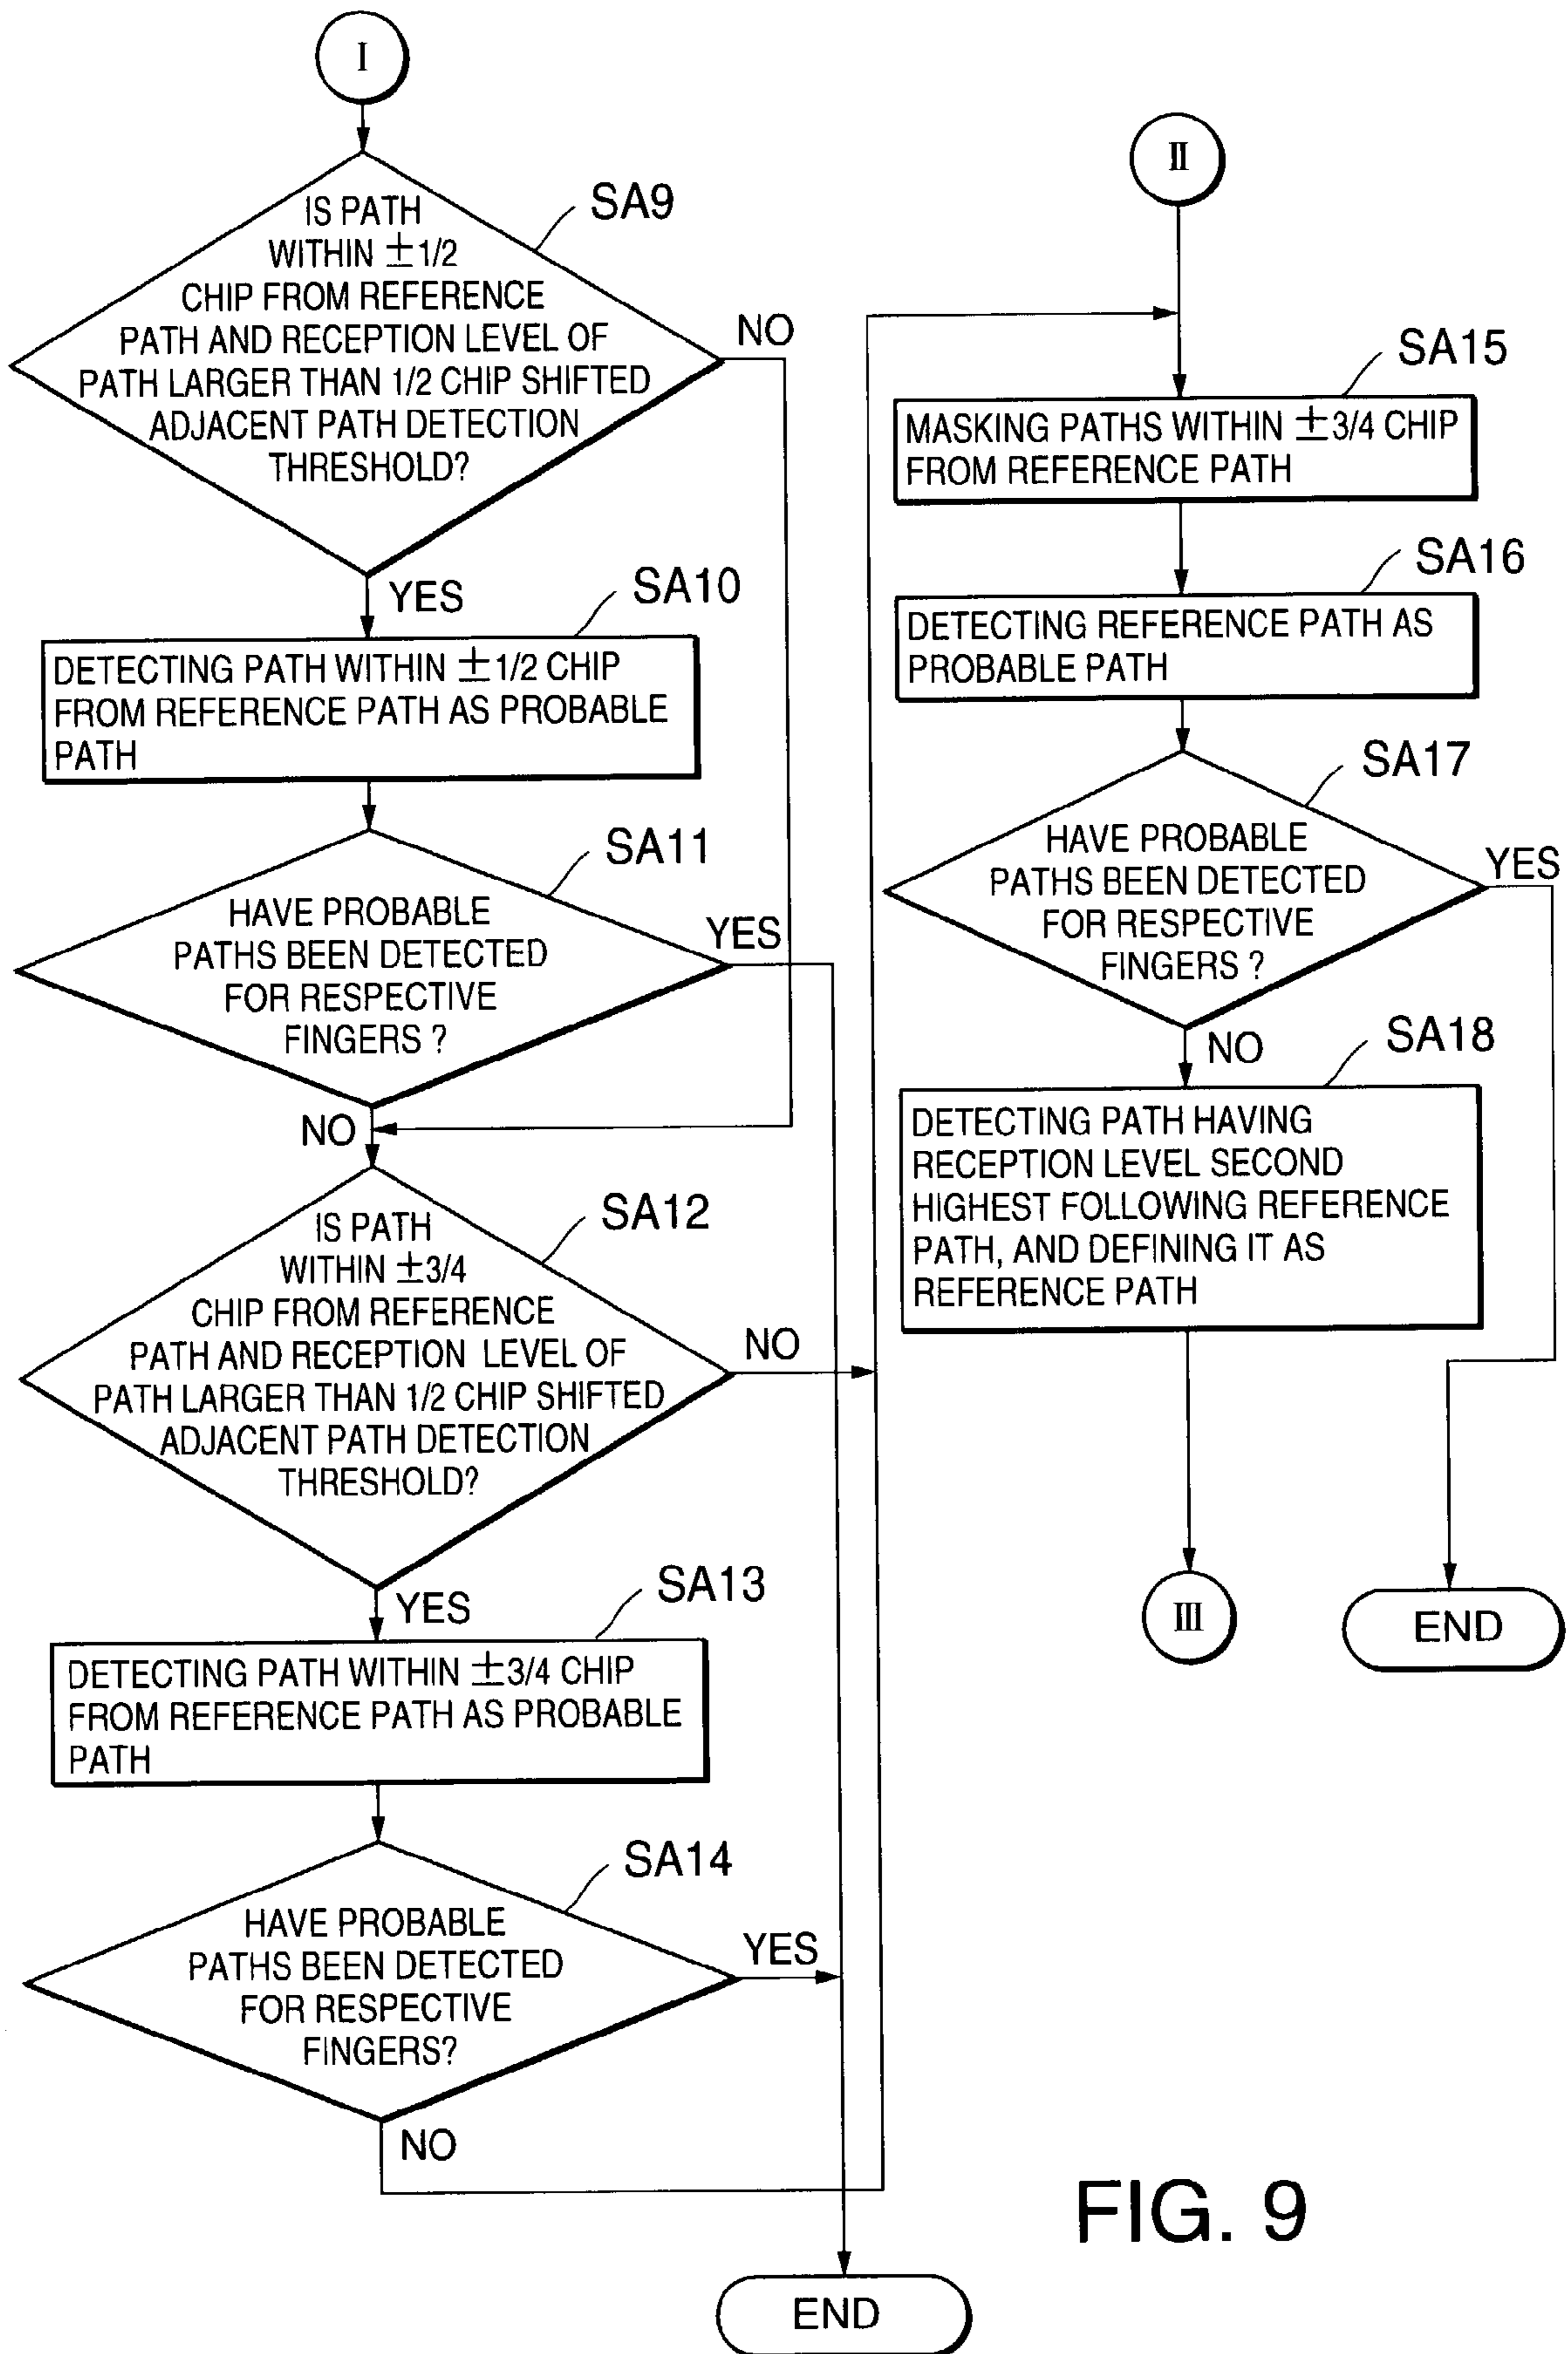 I
IS PATH
WITHIN ±1/2
CHIP FROM REFERENCE
PATH AND RECEPTION LEVEL OF
PATH LARGER THAN 1/2 CHIP SHIFTED
ADJACENT PATH DETECTION
THRESHOLD?
SA9
NO
YES
SA10
DETECTING PATH WITHIN ±1/2 CHIP
FROM REFERENCE PATH AS PROBABLE
PATH
SA11
HAVE PROBABLE
PATHS BEEN DETECTED
FOR RESPECTIVE
FINGERS ?
YES
NO
SA12
IS PATH
WITHIN ±3/4
CHIP FROM REFERENCE
PATH AND RECEPTION LEVEL OF
PATH LARGER THAN 1/2 CHIP SHIFTED
ADJACENT PATH DETECTION
THRESHOLD?
NO
YES
SA13
DETECTING PATH WITHIN ±3/4 CHIP
FROM REFERENCE PATH AS PROBABLE
PATH
SA14
HAVE PROBABLE
PATHS BEEN DETECTED
FOR RESPECTIVE
FINGERS?
YES
NO
END
II
SA15
MASKING PATHS WITHIN ±3/4 CHIP
FROM REFERENCE PATH
SA16
DETECTING REFERENCE PATH AS
PROBABLE PATH
SA17
HAVE PROBABLE
PATHS BEEN DETECTED
FOR RESPECTIVE
FINGERS ?
YES
NO
SA18
DETECTING PATH HAVING
RECEPTION LEVEL SECOND
HIGHEST FOLLOWING REFERENCE
PATH, AND DEFINING IT AS
REFERENCE PATH
III
END
FIG. 9